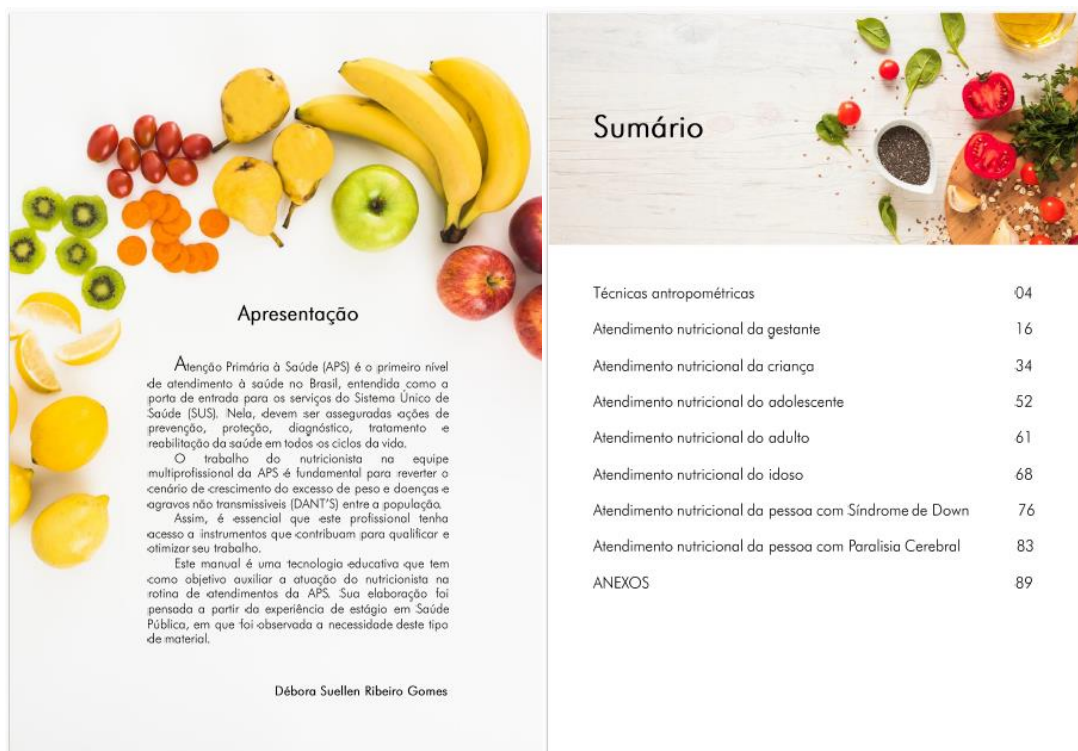 Apresentação
Atenção Primária à Saúde (APS) é o primeiro nível
de atendimento à saúde no Brasil, entendida como a
porta de entrada para os serviços do Sistema Único de
Saúde (SUS). Nela, devem ser asseguradas ações de
prevenção, proteção, diagnóstico, tratamento e
reabilitação da saúde em todos os ciclos da vida.
O trabalho do nutricionista na equipe
multiprofissional da APS é fundamental para reverter o
cenário de crescimento do excesso de peso e doenças e
agravos não transmissíveis (DANT'S) entre a população.
Assim, é essencial que este profissional tenha
acesso a instrumentos que contribuam para qualificar e
otimizar seu trabalho.
Este manual é uma tecnologia educativa que tem
como objetivo auxiliar a atuação do nutricionista na
rotina de atendimentos da APS. Sua elaboração foi
pensada a partir da experiência de estágio em Saúde
Pública, em que foi observada a necessidade deste tipo
de material.
Débora Suellen Ribeiro Gomes
Sumário
Técnicas antropométricas 04
Atendimento nutricional da gestante 16
Atendimento nutricional da criança 34
Atendimento nutricional do adolescente 52
Atendimento nutricional do adulto 61
Atendimento nutricional do idoso 68
Atendimento nutricional da pessoa com Síndrome de Down 76
Atendimento nutricional da pessoa com Paralisia Cerebral 83
ANEXOS 89